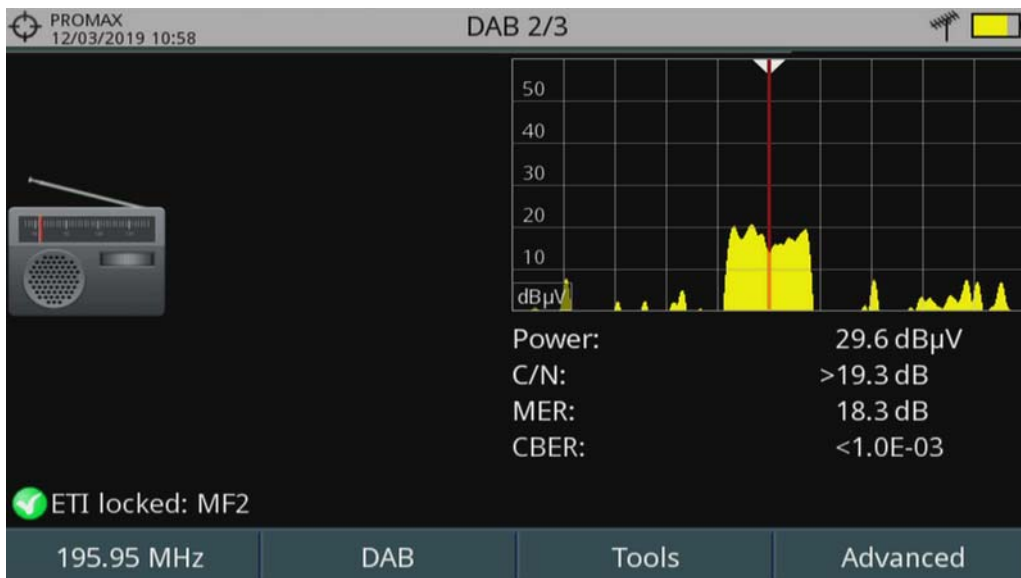 PROMAX
12/03/2019 10:58
DAB 2/3
50
40
30
20
10
dBµV
Power: 29.6 dBµV
C/N: >19.3 dB
MER: 18.3 dB
CBER: <1.0E-03
ETI locked: MF2
195.95 MHz DAB Tools Advanced